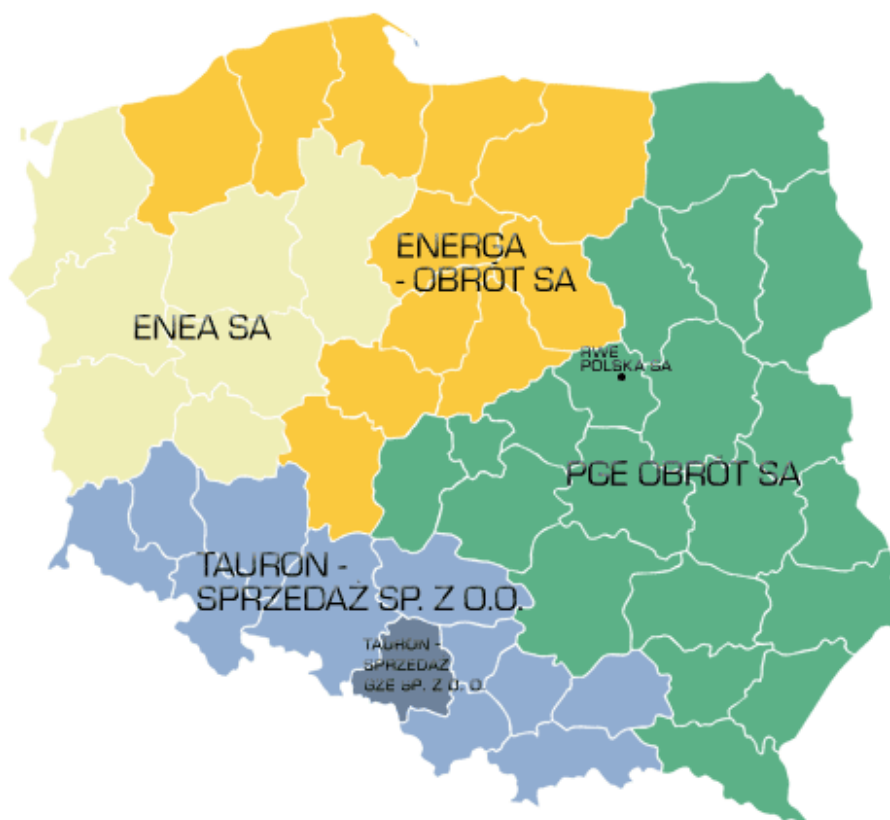 ENERGA
- OBRÓT SA
ENEA SA
RWE
POLSKA SA
PGE OBRÓT SA
TAURON -
SPRZEDAŻ SP. Z O.O.
TAURON -
SPRZEDAŻ
GZE SP. Z O. O.